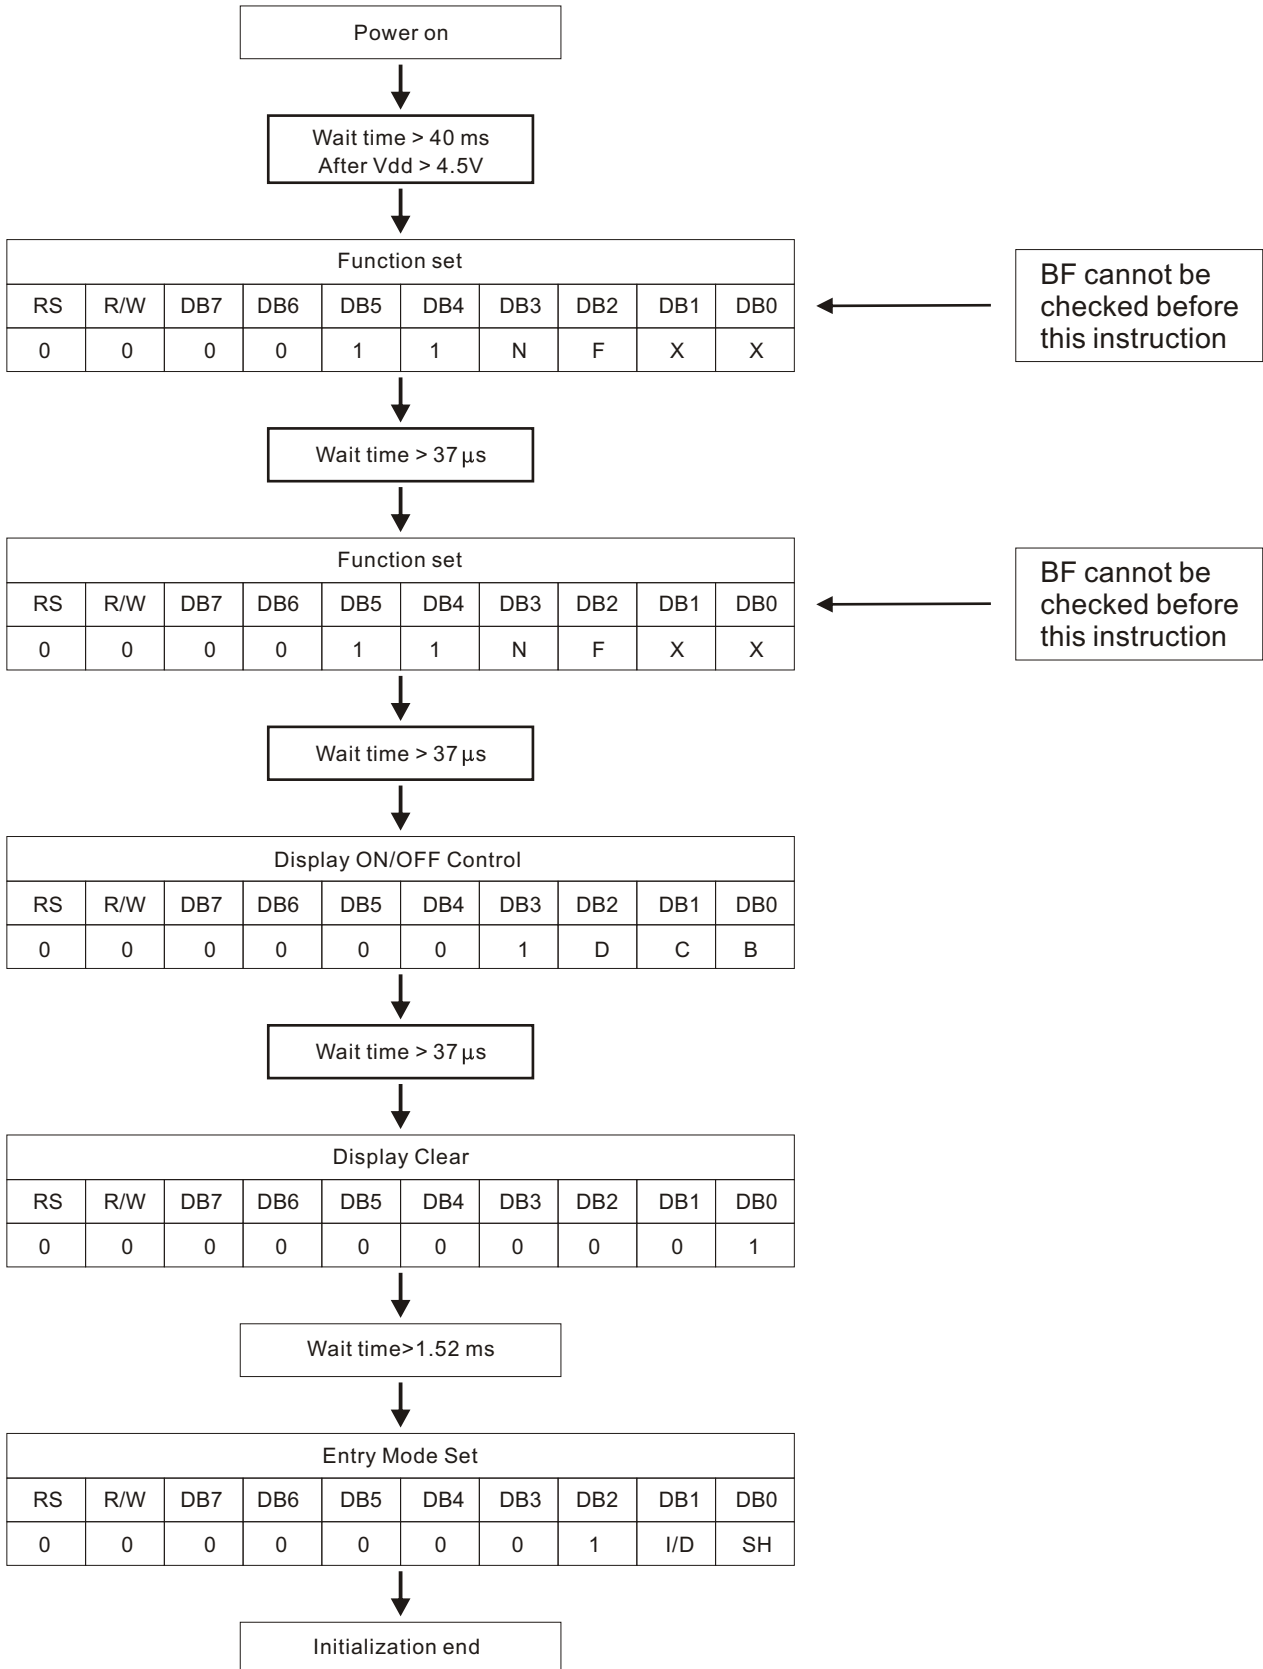 Power on
Wait time > 40 ms
After Vdd > 4.5V
Function set
RS R/W DB7 DB6 DB5 DB4 DB3 DB2 DB1 DB0
0 0 0 0 1 1 N F X X
BF cannot be
checked before
this instruction
Wait time > 37 μs
Function set
RS R/W DB7 DB6 DB5 DB4 DB3 DB2 DB1 DB0
0 0 0 0 1 1 N F X X
BF cannot be
checked before
this instruction
Wait time > 37 μs
Display ON/OFF Control
RS R/W DB7 DB6 DB5 DB4 DB3 DB2 DB1 DB0
0 0 0 0 0 0 1 D C B
Wait time > 37 μs
Display Clear
RS R/W DB7 DB6 DB5 DB4 DB3 DB2 DB1 DB0
0 0 0 0 0 0 0 0 0 1
Wait time>1.52 ms
Entry Mode Set
RS R/W DB7 DB6 DB5 DB4 DB3 DB2 DB1 DB0
0 0 0 0 0 0 0 1 I/D SH
Initialization end